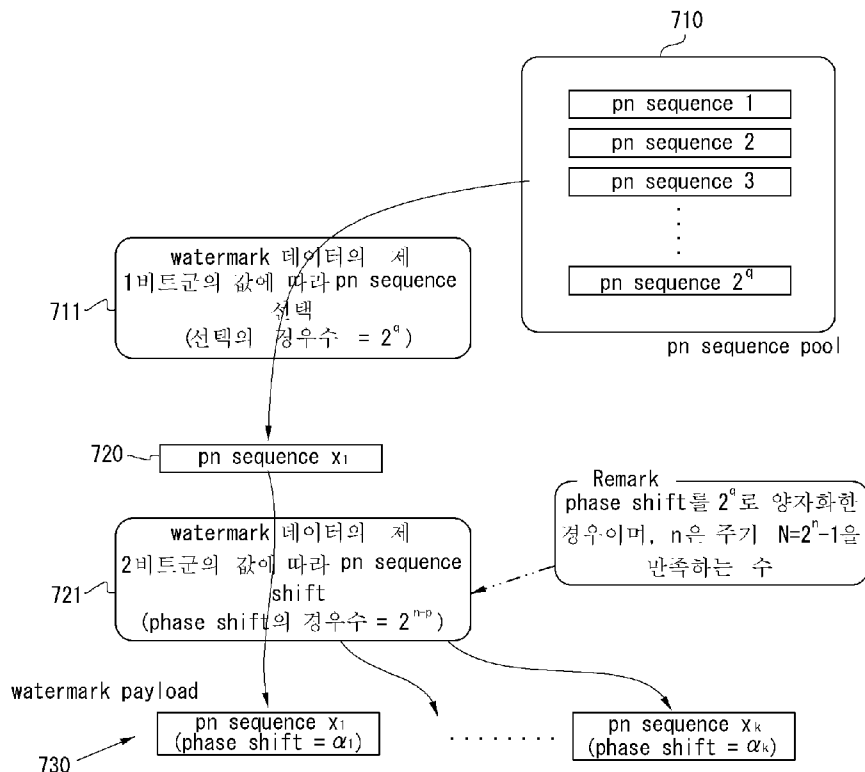 710
pn sequence 1
pn sequence 2
pn sequence 3
pn sequence 2^q
pn sequence pool
watermark 데이터의 제
1비트군의 값에 따라 pn sequence
선택
(선택의 경우수 = 2^q)
711
720
pn sequence x₁
Remark
phase shift를 2^q로 양자화한
경우이며, n은 주기 N=2^n-1을
만족하는 수
watermark 데이터의 제
2비트군의 값에 따라 pn sequence
shift
(phase shift의 경우수 = 2^(n-p))
721
watermark payload
pn sequence x₁
(phase shift = α₁)
pn sequence x_k
(phase shift = α_k)
730